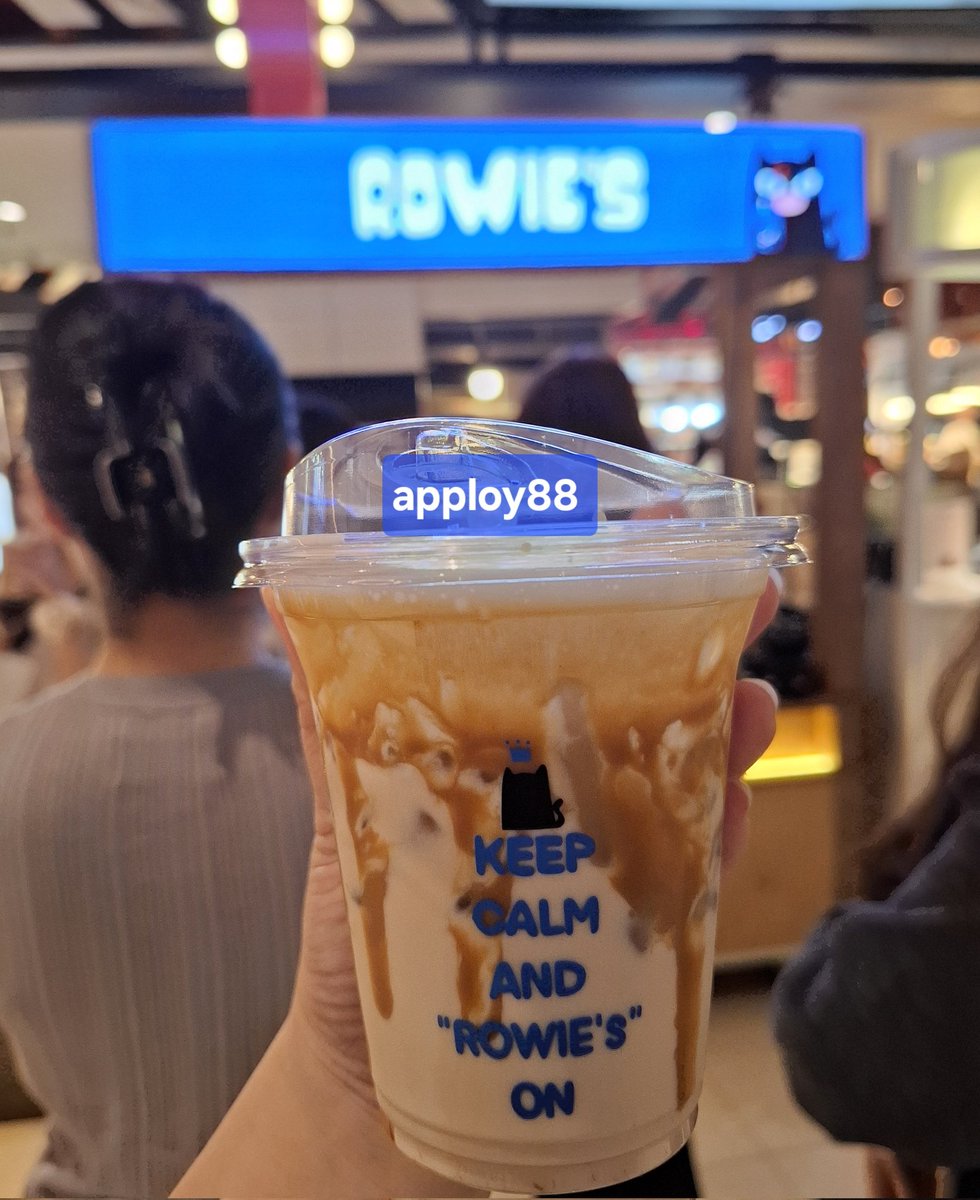 ROWIE'S
apploy88
KEEP
CALM
AND
"ROWIE'S"
ON